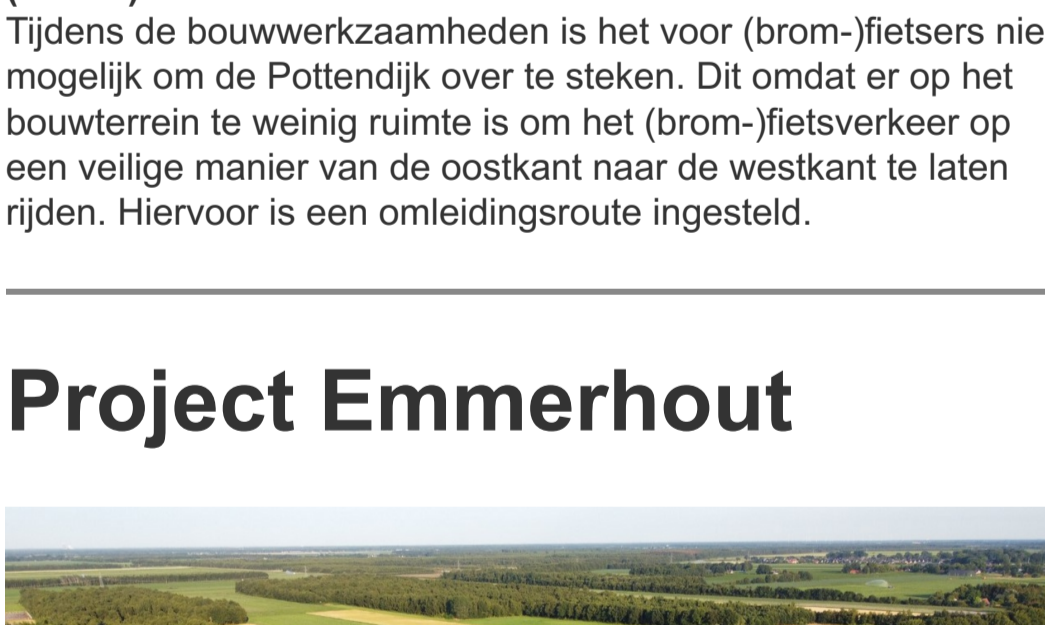 Tijdens de bouwwerkzaamheden is het voor (brom-)fietsers nie
mogelijk om de Pottendijk over te steken. Dit omdat er op het
bouwterrein te weinig ruimte is om het (brom-)fietsverkeer op
een veilige manier van de oostkant naar de westkant te laten
rijden. Hiervoor is een omleidingsroute ingesteld.
Project Emmerhout